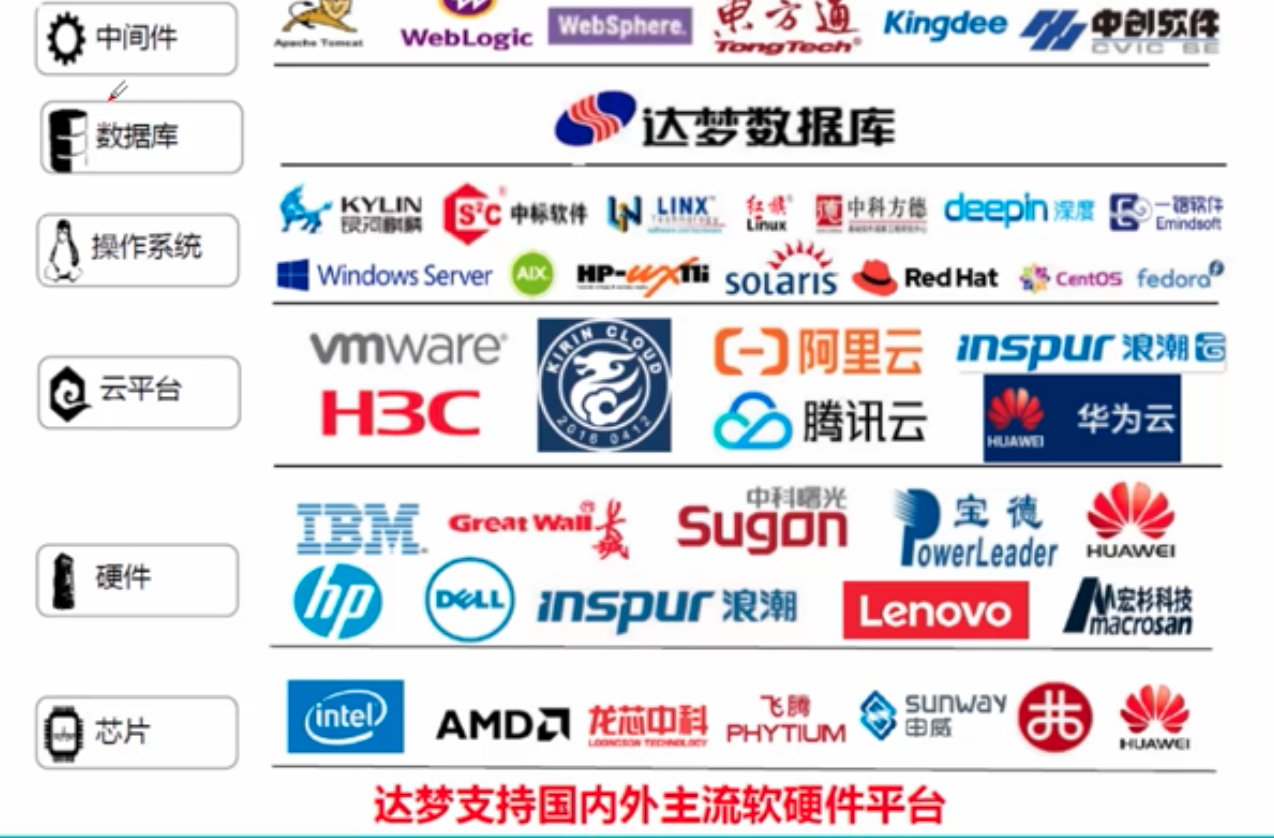 中间件
Apache Tomcat
WebLogic
WebSphere.
东方通
TongTech®
Kingdee
中创软件
CVIC SE
数据库
达梦数据库
操作系统
KYLIN
银河麒麟
S2C ® 中标软件
LINX™
Technology
红旗®
Linux
中科方德
deepin 深度
一铭软件
Emindsoft
Windows Server
AIX
HP-UX 11i
solaris
Red Hat
CentOS
fedora
云平台
vmware®
KIRIN CLOUD
2016 0412
阿里云
inspur 浪潮
H3C
腾讯云
HUAWEI
华为云
硬件
IBM.
Great Wall® 长城
中科曙光
Sugon
宝德
PowerLeader
HUAWEI
hp
DELL
inspur 浪潮
Lenovo
宏杉科技
macrosan
芯片
intel
AMD
龙芯中科
LOONGSON TECHNOLOGY
飞腾
PHYTIUM
sunway
申威
HUAWEI
达梦支持国内外主流软硬件平台